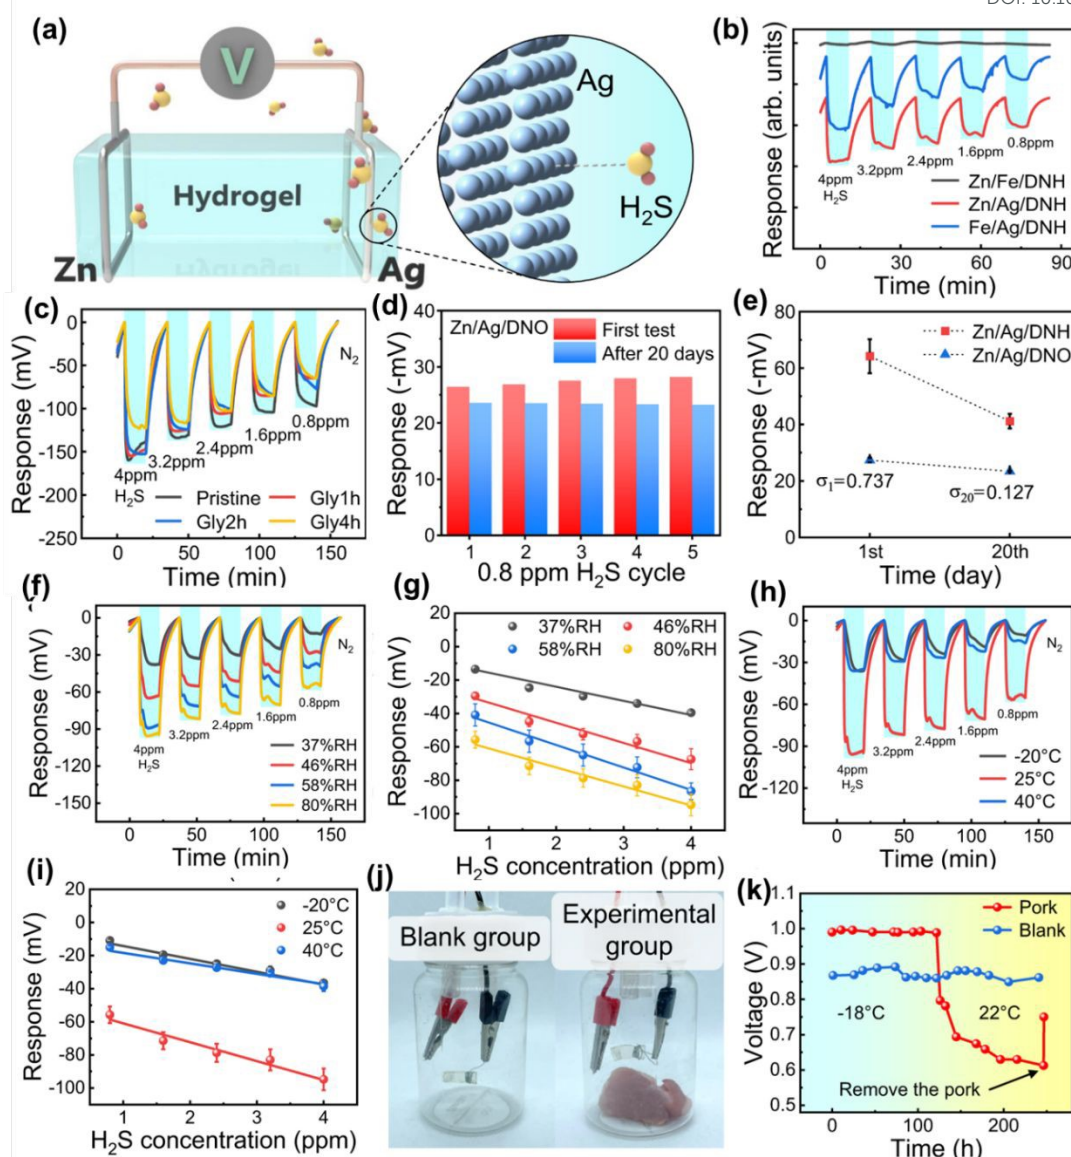 DOI: 10.10
(a)
V
Hydrogel
Zn
Ag
Ag
H₂S
(b)
Response (arb. units)
4ppm
H₂S
3.2ppm
2.4ppm
1.6ppm
0.8ppm
Zn/Fe/DNH
Zn/Ag/DNH
Fe/Ag/DNH
0 30 60 90
Time (min)
(c)
Response (mV)
0
-50
-100
-150
-200
-250
N₂
4ppm
H₂S
3.2ppm
2.4ppm
1.6ppm
0.8ppm
Pristine
Gly1h
Gly2h
Gly4h
0 50 100 150
Time (min)
(d)
Response (-mV)
40
30
20
10
0
Zn/Ag/DNO
First test
After 20 days
1 2 3 4 5
0.8 ppm H₂S cycle
(e)
Response (-mV)
80
60
40
20
0
Zn/Ag/DNH
Zn/Ag/DNO
σ₁=0.737
σ₂₀=0.127
1st 20th
Time (day)
(f)
Response (mV)
0
-30
-60
-90
-120
-150
N₂
4ppm
H₂S
3.2ppm
2.4ppm
1.6ppm
0.8ppm
37%RH
46%RH
58%RH
80%RH
0 50 100 150
Time (min)
(g)
Response (mV)
20
0
-20
-40
-60
-80
-100
37%RH
46%RH
58%RH
80%RH
1 2 3 4
H₂S concentration (ppm)
(h)
Response (mV)
0
-30
-60
-90
-120
N₂
4ppm
H₂S
3.2ppm
2.4ppm
1.6ppm
0.8ppm
-20°C
25°C
40°C
0 50 100 150
Time (min)
(i)
Response (mV)
20
0
-20
-40
-60
-80
-100
-20°C
25°C
40°C
1 2 3 4
H₂S concentration (ppm)
(j)
Blank group
Experimental
group
(k)
Voltage (V)
1.1
1.0
0.9
0.8
0.7
0.6
0.5
Pork
Blank
-18°C
22°C
Remove the pork
0 100 200
Time (h)